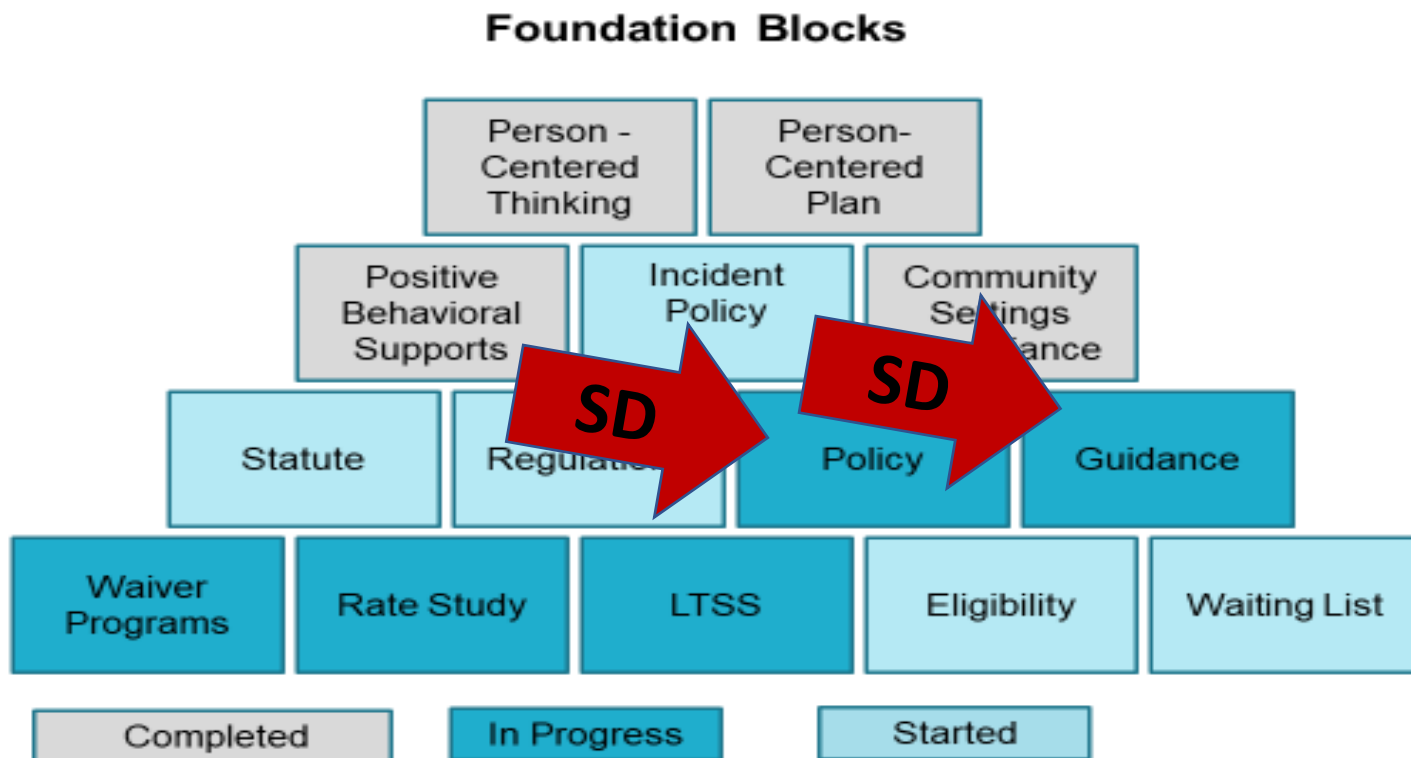 Foundation Blocks
Person -
Centered
Thinking
Person-
Centered
Plan
Positive
Behavioral
Supports
Incident
Policy
Community
Settings
SD
SD
Statute
Policy
Guidance
Waiver
Programs
Rate Study
LTSS
Eligibility
Waiting List
Completed
In Progress
Started